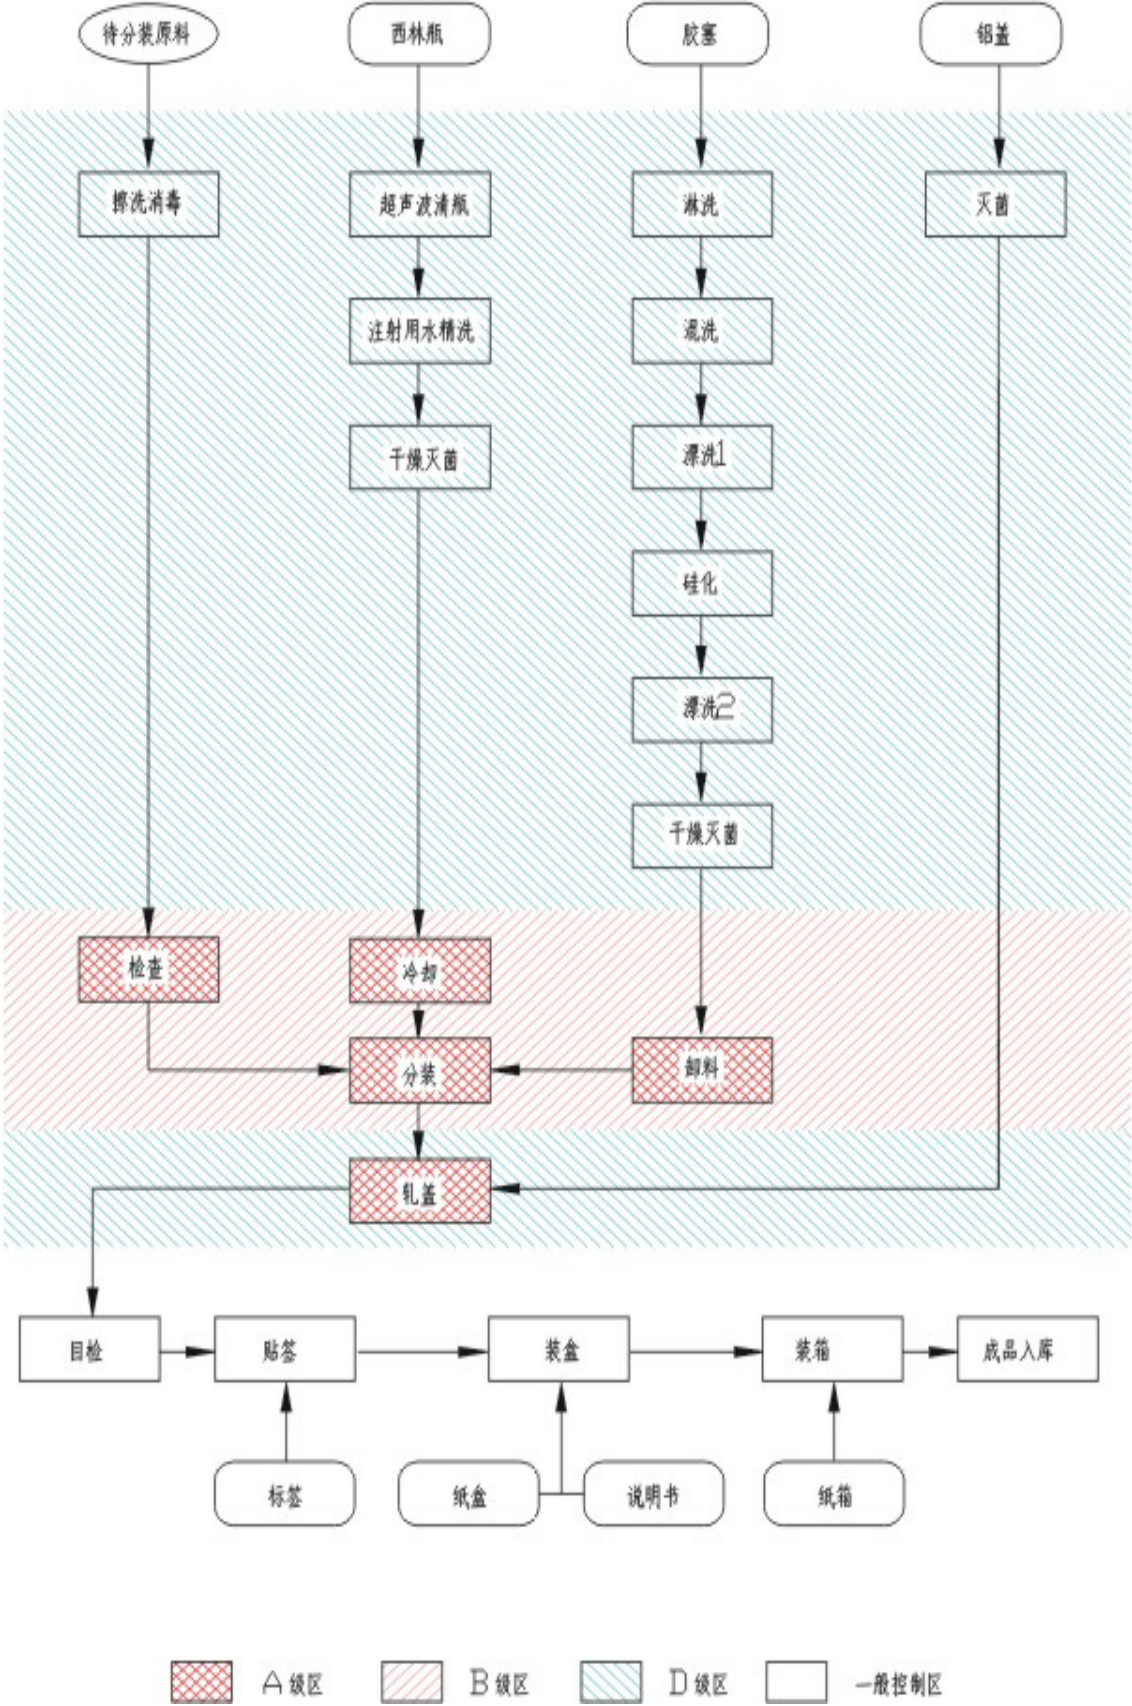 待分装原料
西林瓶
胶塞
铝盖
擦洗消毒
超声波清瓶
淋洗
灭菌
注射用水精洗
混洗
干燥灭菌
漂洗1
硅化
漂洗2
干燥灭菌
检查
冷却
分装
卸料
轧盖
目检
贴签
装盒
装箱
成品入库
标签
纸盒
说明书
纸箱
A级区
B级区
D级区
一般控制区